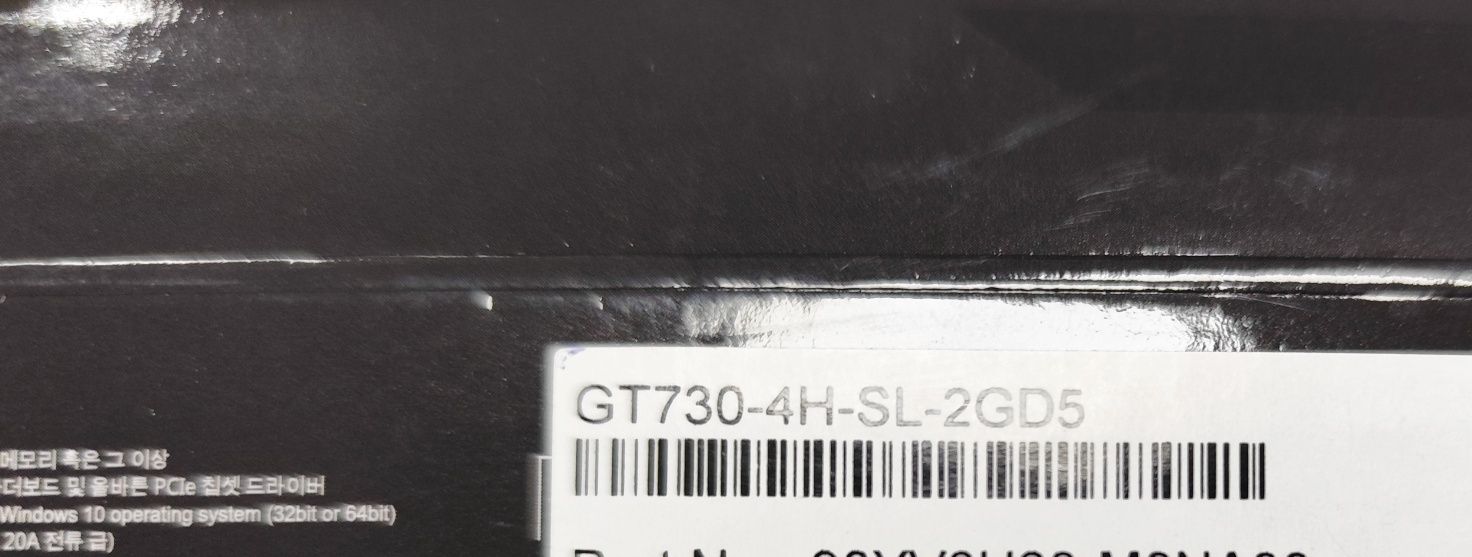 GT730-4H-SL-2GD5
메모리 혹은 그 이상
더보드 및 올바른 PCIe 칩셋 드라이버
Windows 10 operating system (32bit or 64bit)
20A 전류 급)